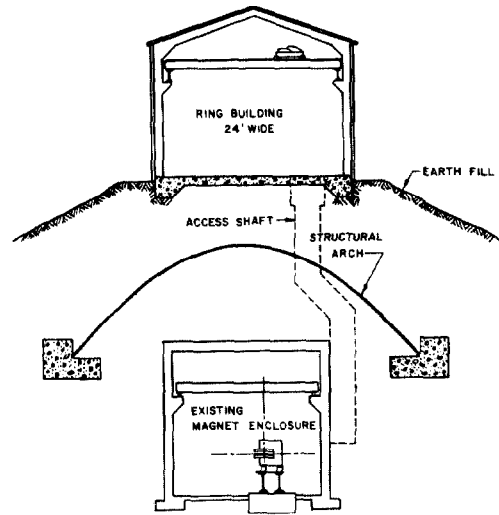 RING BUILDING
24' WIDE
EARTH FILL
ACCESS SHAFT
STRUCTURAL
ARCH
EXISTING
MAGNET ENCLOSURE